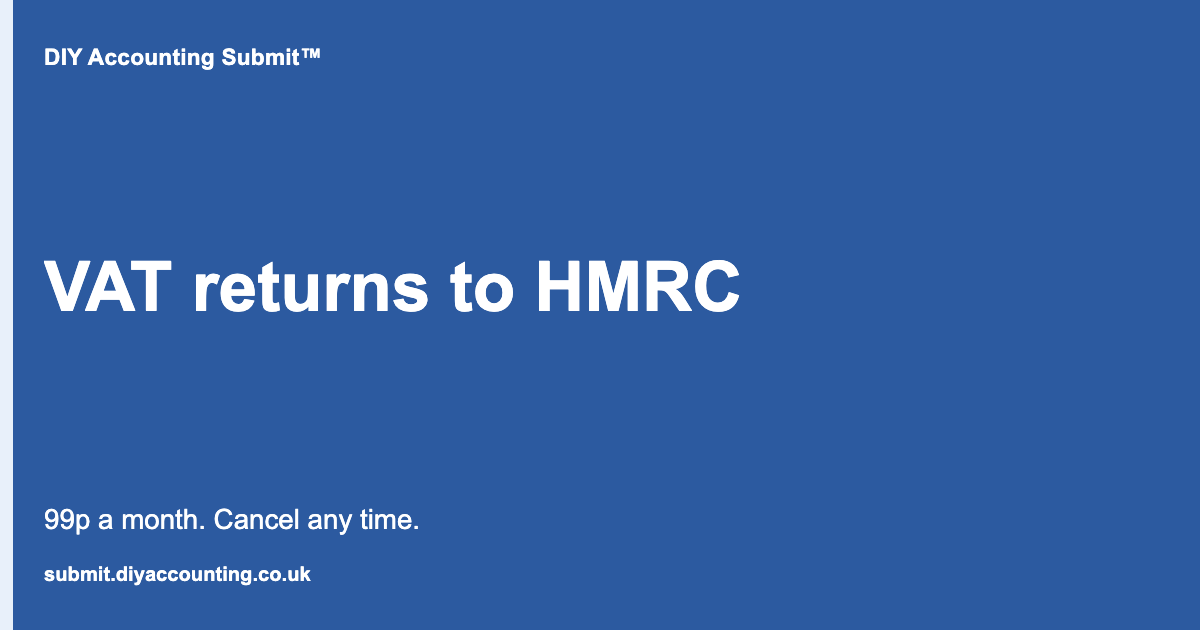 DIY Accounting Submit™
VAT returns to HMRC
99p a month. Cancel any time.
submit.diyaccounting.co.uk